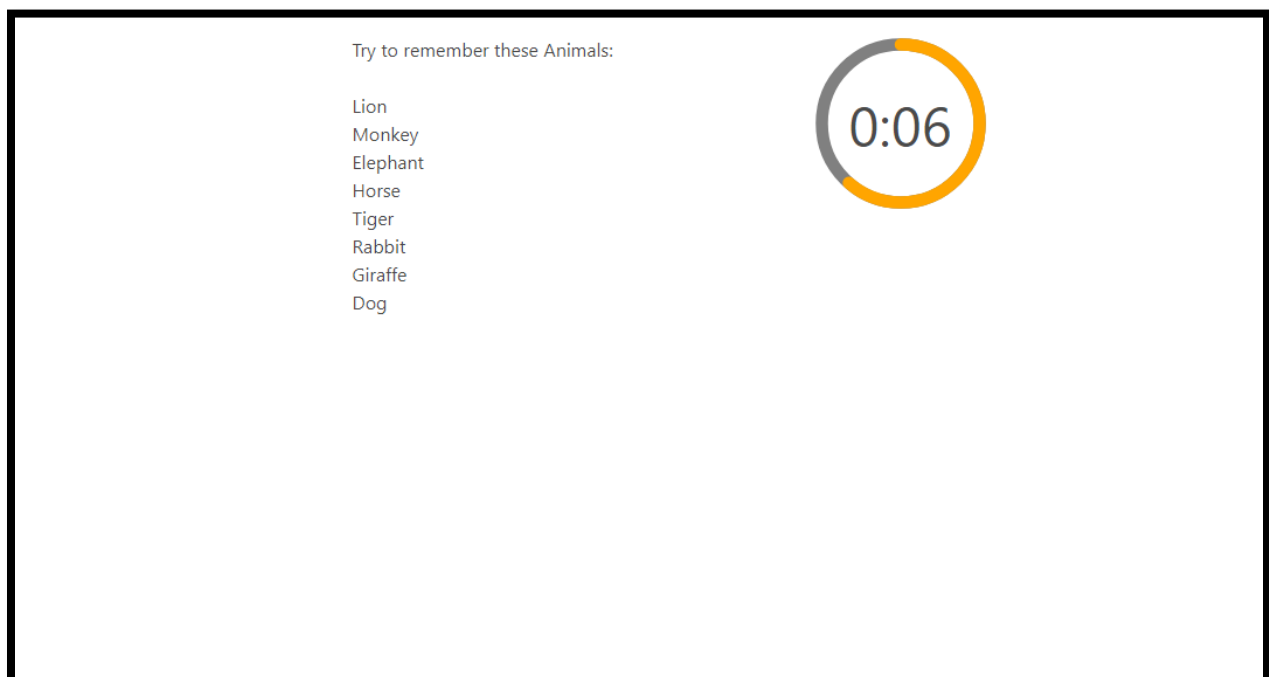 Try to remember these Animals:
0:06
Lion
Monkey
Elephant
Horse
Tiger
Rabbit
Giraffe
Dog